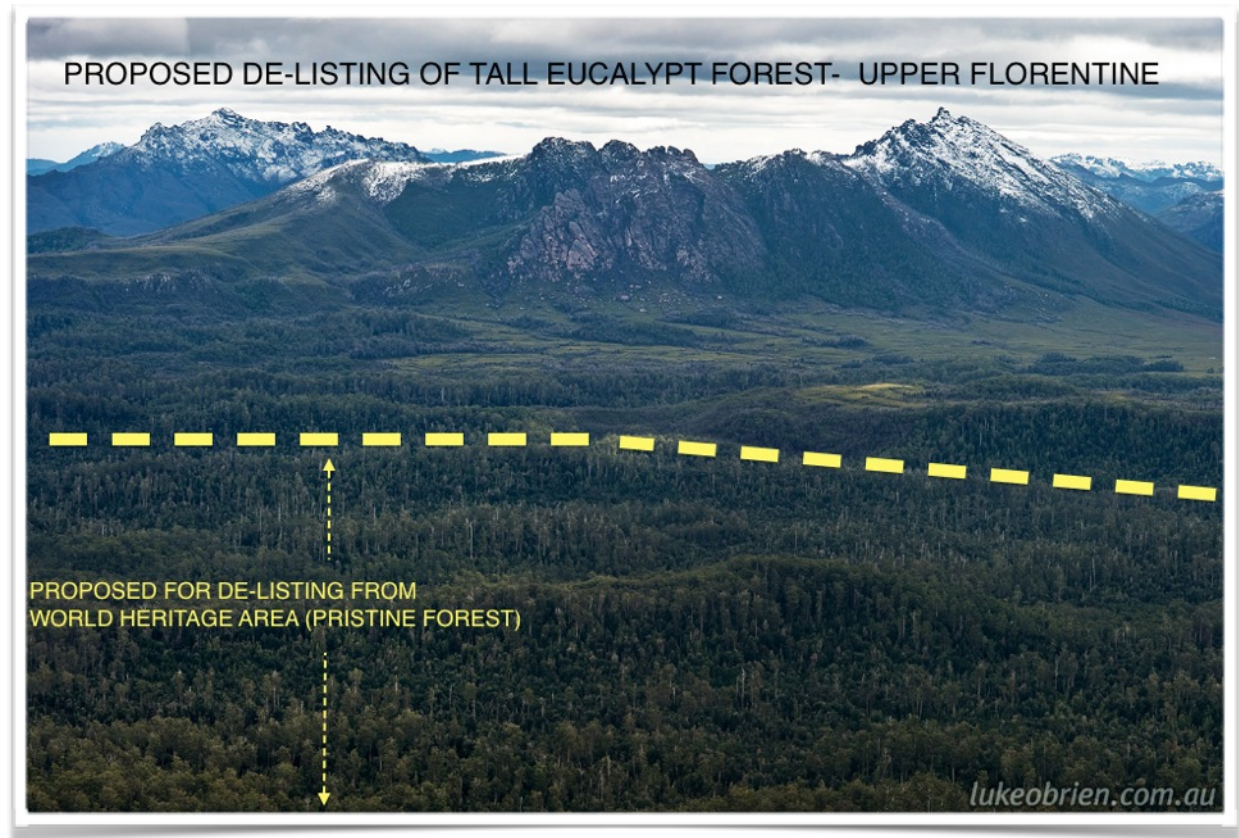 PROPOSED DE-LISTING OF TALL EUCALYPT FOREST- UPPER FLORENTINE
PROPOSED FOR DE-LISTING FROM
WORLD HERITAGE AREA (PRISTINE FOREST)
lukeobrien.com.au